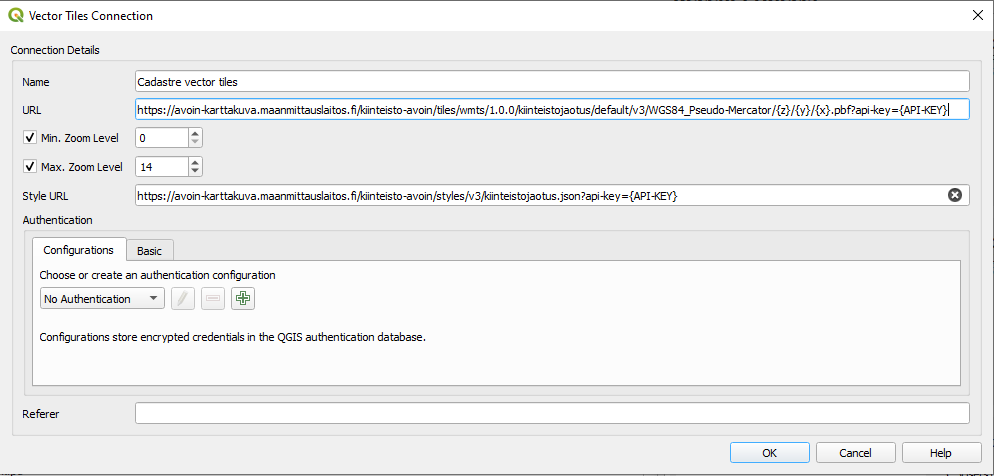 Vector Tiles Connection
Connection Details
Name Cadastre vector tiles
URL https://avoin-karttakuva.maanmittauslaitos.fi/kiinteisto-avoin/tiles/wmts/1.0.0/kiinteistojaotus/default/v3/WGS84_Pseudo-Mercator/{z}/{y}/{x}.pbf?api-key={API-KEY}
Min. Zoom Level 0
Max. Zoom Level 14
Style URL https://avoin-karttakuva.maanmittauslaitos.fi/kiinteisto-avoin/styles/v3/kiinteistojaotus.json?api-key={API-KEY}
Authentication
Configurations Basic
Choose or create an authentication configuration
No Authentication
Configurations store encrypted credentials in the QGIS authentication database.
Referer
OK Cancel Help